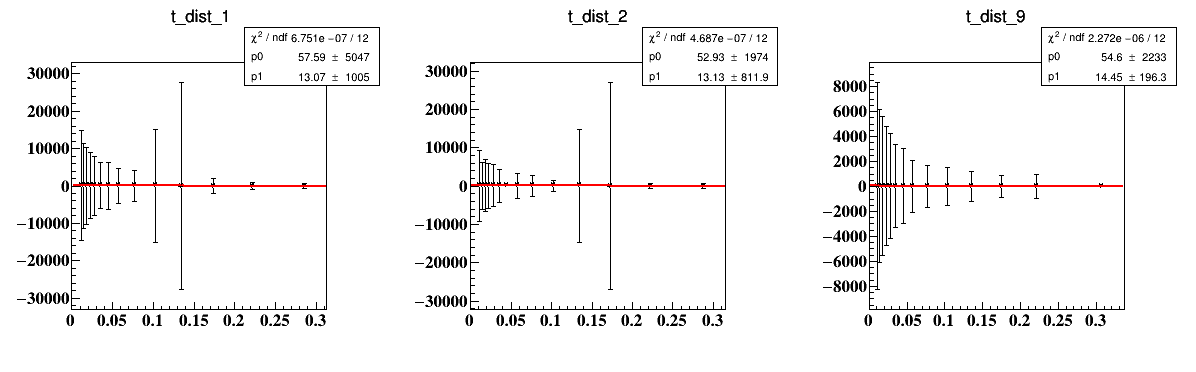 t_dist_1
χ² / ndf 6.751e −07 / 12
p0 57.59 ± 5047
p1 13.07 ± 1005
30000
20000
10000
0
−10000
−20000
−30000
0 0.05 0.1 0.15 0.2 0.25 0.3
t_dist_2
χ² / ndf 4.687e −07 / 12
p0 52.93 ± 1974
p1 13.13 ± 811.9
30000
20000
10000
0
−10000
−20000
−30000
0 0.05 0.1 0.15 0.2 0.25 0.3
t_dist_9
χ² / ndf 2.272e −06 / 12
p0 54.6 ± 2233
p1 14.45 ± 196.3
8000
6000
4000
2000
0
−2000
−4000
−6000
−8000
0 0.05 0.1 0.15 0.2 0.25 0.3